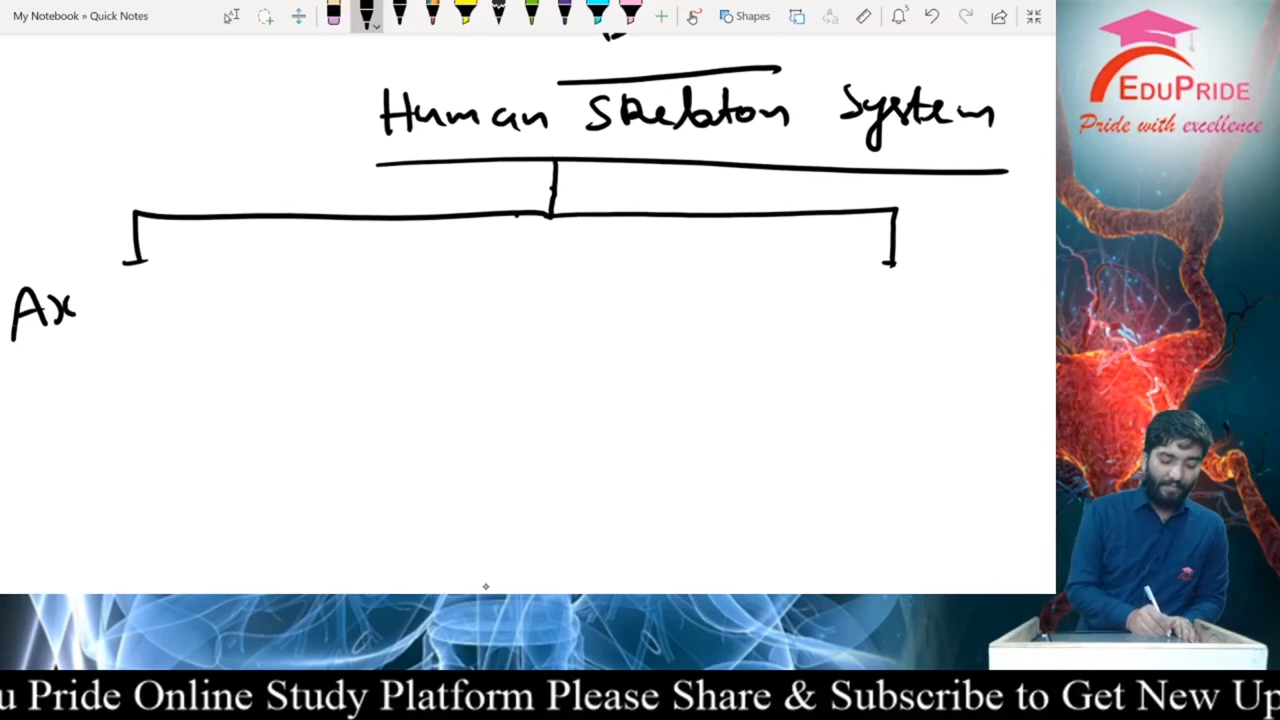 My Notebook » Quick Notes
Shapes
5
Human Skeleton System
Ax
EDUPRIDE
Pride with excellence
u Pride Online Study Platform Please Share & Subscribe to Get New Up